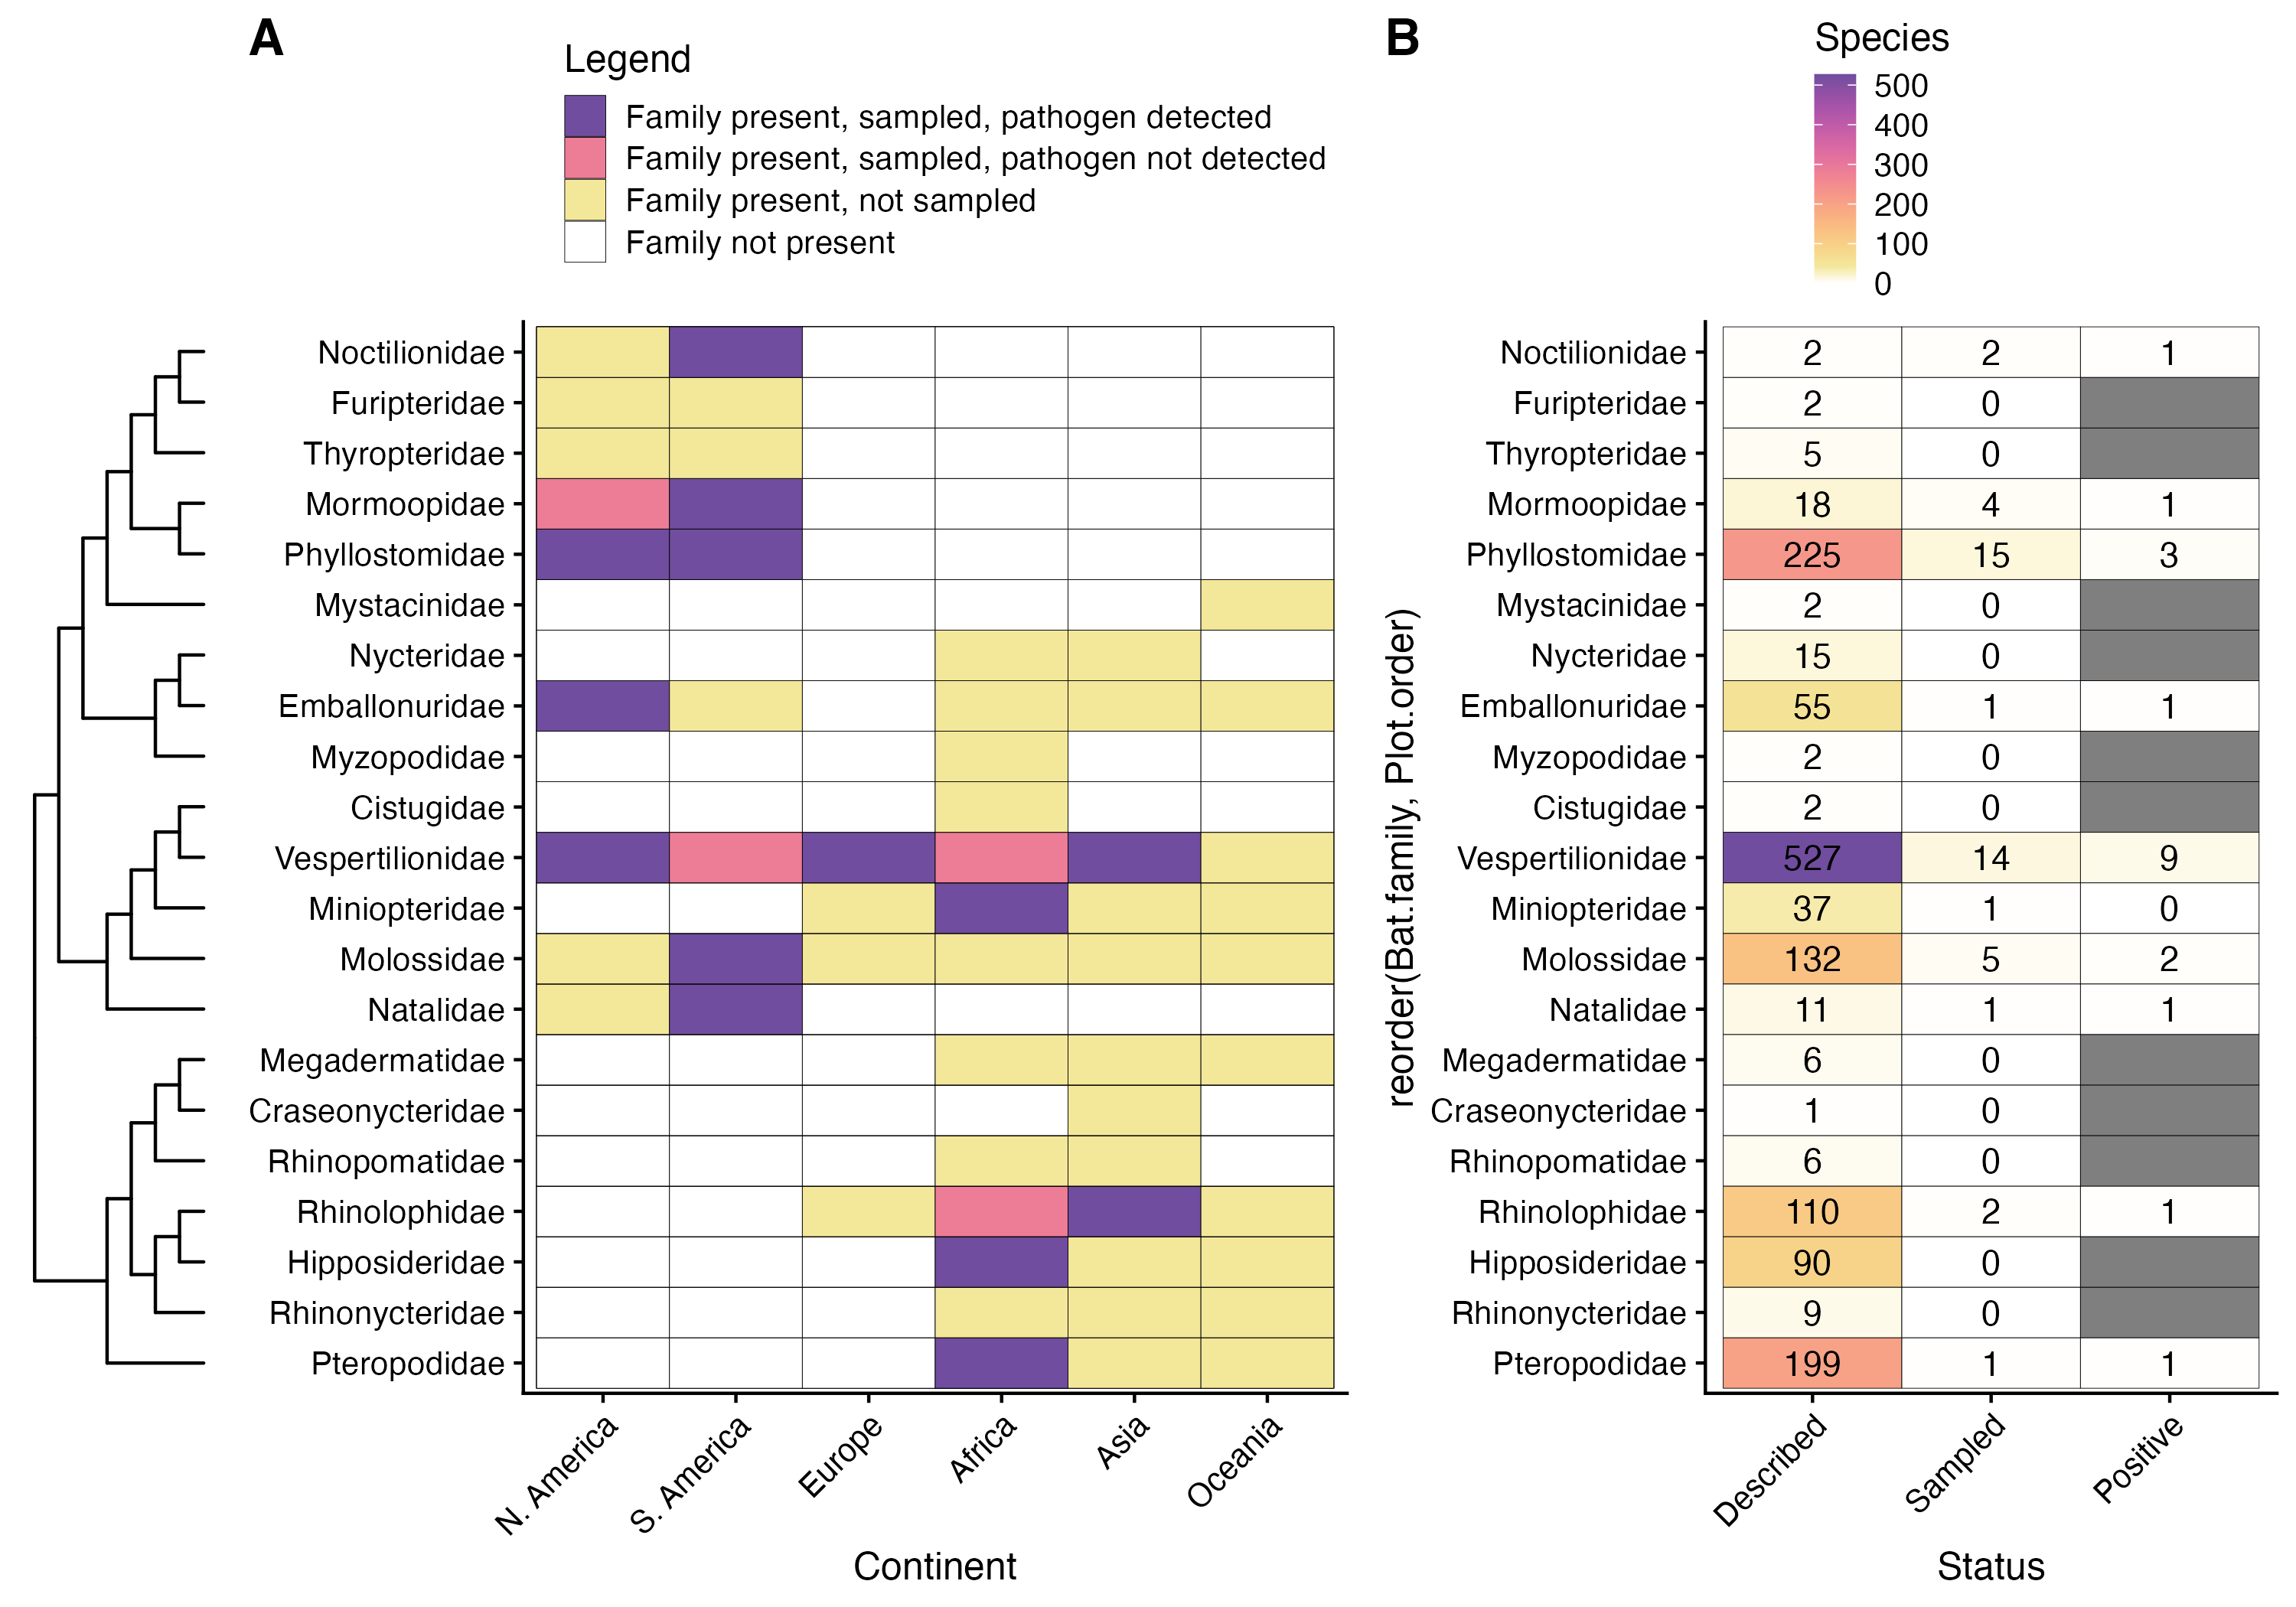 A
Legend
Family present, sampled, pathogen detected
Family present, sampled, pathogen not detected
Family present, not sampled
Family not present
Noctilionidae
Furipteridae
Thyropteridae
Mormoopidae
Phyllostomidae
Mystacinidae
Nycteridae
Emballonuridae
Myzopodidae
Cistugidae
Vespertilionidae
Miniopteridae
Molossidae
Natalidae
Megadermatidae
Craseonycteridae
Rhinopomatidae
Rhinolophidae
Hipposideridae
Rhinonycteridae
Pteropodidae
N. America
S. America
Europe
Africa
Asia
Oceania
Continent
B
Species
500
400
300
200
100
0
reorder(Bat.family, Plot.order)
Noctilionidae 2 2 1
Furipteridae 2 0
Thyropteridae 5 0
Mormoopidae 18 4 1
Phyllostomidae 225 15 3
Mystacinidae 2 0
Nycteridae 15 0
Emballonuridae 55 1 1
Myzopodidae 2 0
Cistugidae 2 0
Vespertilionidae 527 14 9
Miniopteridae 37 1 0
Molossidae 132 5 2
Natalidae 11 1 1
Megadermatidae 6 0
Craseonycteridae 1 0
Rhinopomatidae 6 0
Rhinolophidae 110 2 1
Hipposideridae 90 0
Rhinonycteridae 9 0
Pteropodidae 199 1 1
Described
Sampled
Positive
Status